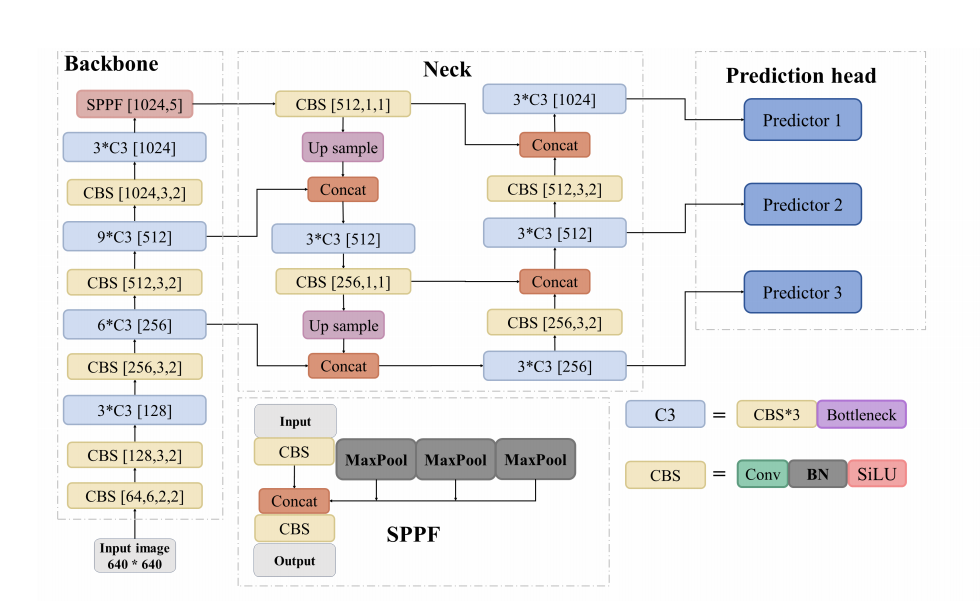 Backbone
SPPF [1024,5]
3*C3 [1024]
CBS [1024,3,2]
9*C3 [512]
CBS [512,3,2]
6*C3 [256]
CBS [256,3,2]
3*C3 [128]
CBS [128,3,2]
CBS [64,6,2,2]
Input image
640 * 640
Neck
CBS [512,1,1]
Up sample
Concat
3*C3 [512]
CBS [256,1,1]
Up sample
Concat
3*C3 [1024]
Concat
CBS [512,3,2]
3*C3 [512]
Concat
CBS [256,3,2]
3*C3 [256]
Prediction head
Predictor 1
Predictor 2
Predictor 3
Input
CBS
MaxPool MaxPool MaxPool
Concat
CBS
Output
SPPF
C3 = CBS*3 Bottleneck
CBS = Conv BN SiLU